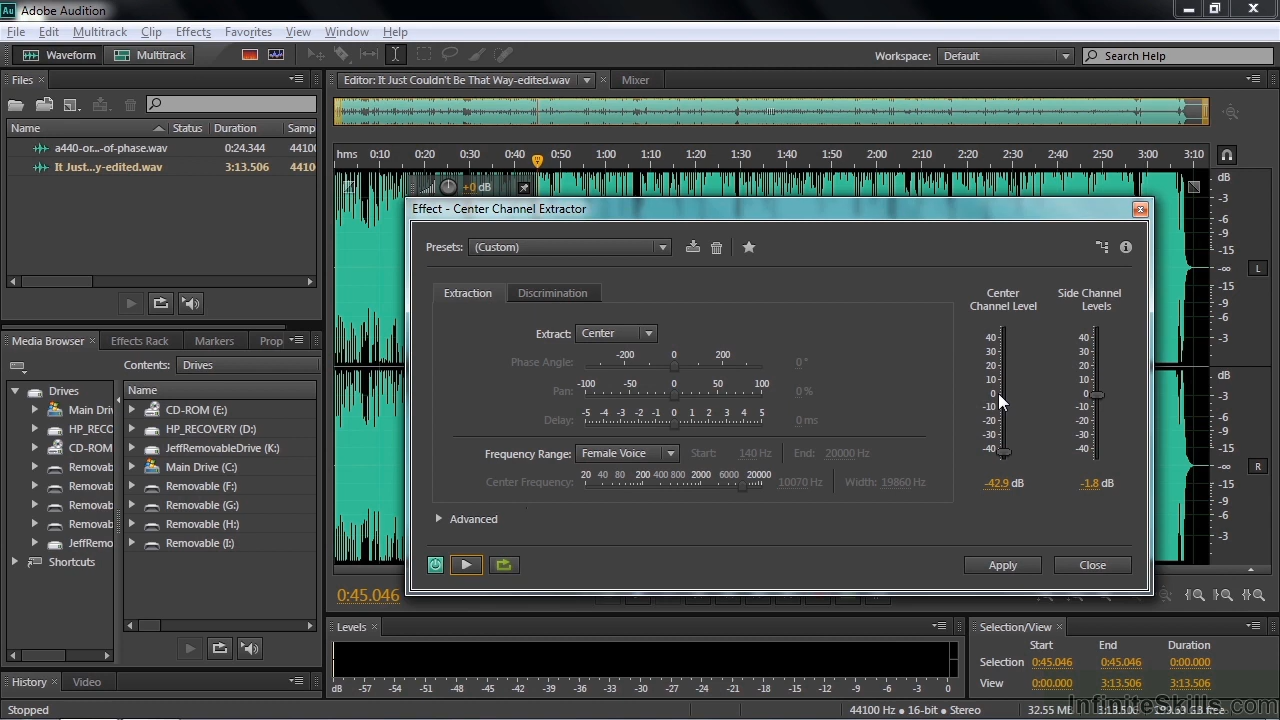 Au Adobe Audition
File Edit Multitrack Clip Effects Favorites View Window Help
Waveform Multitrack Workspace: Default Search Help
Files × Editor: It Just Couldn't Be That Way-edited.wav × Mixer
Name Status Duration Samp
a440-or...-of-phase.wav 0:24.344 44100
It Just...y-edited.wav 3:13.506 44100
hms 0:10 0:20 0:30 0:40 0:50 1:00 1:10 1:20 1:30 1:40 1:50 2:00 2:10 2:20 2:30 2:40 2:50 3:00 3:10
+0 dB
dB
-3
-6
-9
-15
-∞
L
-15
-9
-6
-3
dB
-3
-6
-9
-15
-∞
R
-15
-9
-6
-3
Effect - Center Channel Extractor
Presets: (Custom)
Extraction Discrimination
Center Channel Level
Side Channel Levels
Extract: Center
-200 0 200
Phase Angle: 0 °
-100 -50 0 50 100
Pan: 0 %
-5 -4 -3 -2 -1 0 1 2 3 4 5
Delay: 0 ms
Frequency Range: Female Voice Start: 140 Hz End: 20000 Hz
20 40 80 200 400 800 2000 6000 20000
Center Frequency: 10070 Hz Width: 19860 Hz
40 40
30 30
20 20
10 10
0 0
-10 -10
-20 -20
-30 -30
-40 -40
-42.9 dB -1.8 dB
Advanced
Apply Close
Media Browser × Effects Rack Markers Prop
Contents: Drives
Drives
Main Driv
HP_RECO
CD-ROM
Remova
Remova
Remova
Remova
JeffRemo
Shortcuts
Name
CD-ROM (E:)
HP_RECOVERY (D:)
JeffRemovableDrive (K:)
Main Drive (C:)
Removable (F:)
Removable (G:)
Removable (H:)
Removable (I:)
0:45.046
History × Video
Levels ×
dB -57 -54 -51 -48 -45 -42 -39 -36 -33 -30 -27 -24 -21 -18 -15 -12 -9 -6 -3 0
Selection/View ×
Start End Duration
Selection 0:45.046 0:45.046 0:00.000
View 0:00.000 3:13.506 3:13.506
Stopped 44100 Hz ● 16-bit ● Stereo 32.55 MB 3:13.506
InfiniteSkills.com